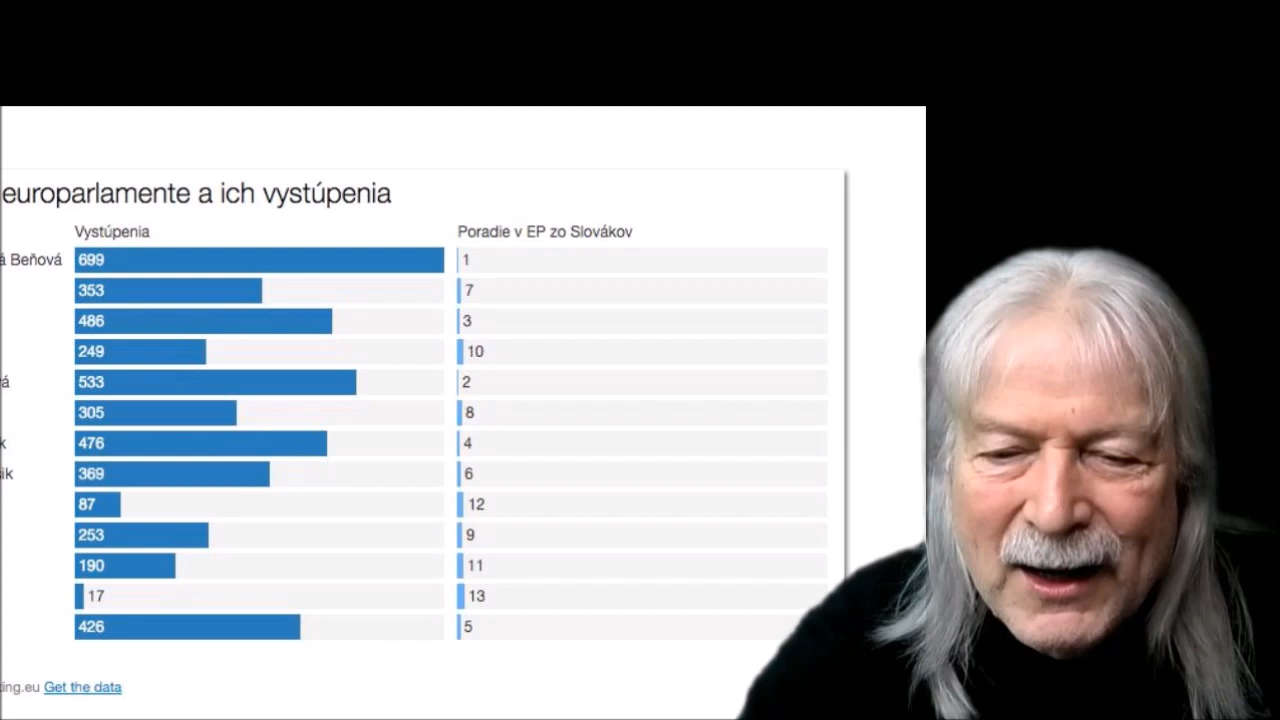 europarlamente a ich vystúpenia
Vystúpenia Poradie v EP zo Slovákov
á Beňová 699 1
353 7
486 3
249 10
á 533 2
305 8
k 476 4
ik 369 6
87 12
253 9
190 11
17 13
426 5
ing.eu Get the data